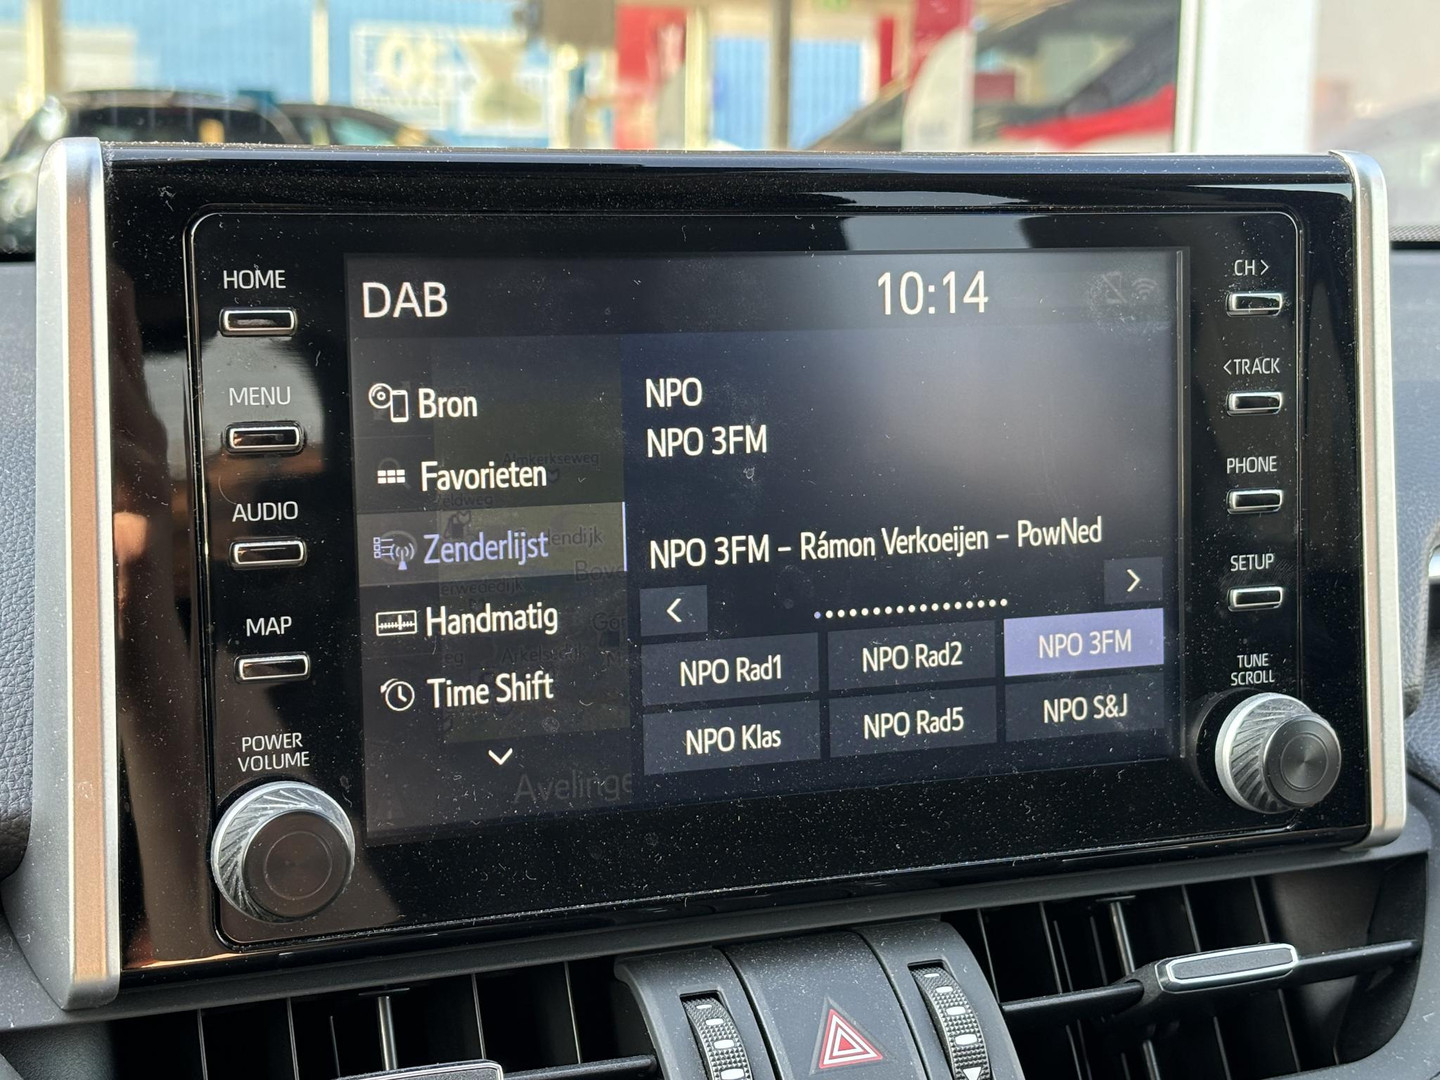 HOME
MENU
AUDIO
MAP
POWER
VOLUME
DAB
10:14
Bron
Favorieten
Zenderlijst
Handmatig
Time Shift
Almkerkseweg
Avelinge
NPO
NPO 3FM
NPO 3FM - Rámon Verkoeijen - PowNed
<
>
NPO Rad1
NPO Rad2
NPO 3FM
NPO Klas
NPO Rad5
NPO S&J
CH>
<TRACK
PHONE
SETUP
TUNE
SCROLL